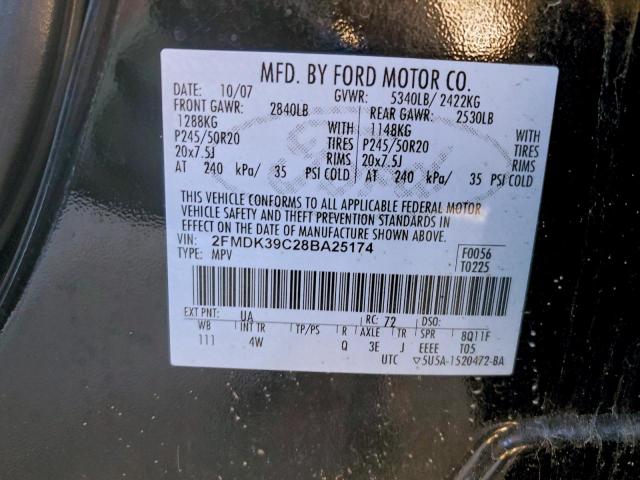 MFD. BY FORD MOTOR CO.
DATE: 10/07 GVWR: 5340LB/ 2422KG
FRONT GAWR: 2840LB REAR GAWR: 2530LB
1288KG WITH 1148KG WITH
P245/50R20 TIRES P245/50R20 TIRES
20x7.5J RIMS 20x7.5J RIMS
AT 240 kPa/ 35 PSI COLD AT 240 kPa/ 35 PSI COLD
THIS VEHICLE CONFORMS TO ALL APPLICABLE FEDERAL MOTOR
VEHICLE SAFETY AND THEFT PREVENTION STANDARDS IN
EFFECT ON THE DATE OF MANUFACTURE SHOWN ABOVE.
VIN: 2FMDK39C28BA25174 F0056
TYPE: MPV T0225
EXT PNT: UA RC: 72 DSO:
WB INT TR TP/PS R AXLE TR SPR 8Q11F
111 4W Q 3E J EEEE T05
UTC ▽5U5A-1520472-BA